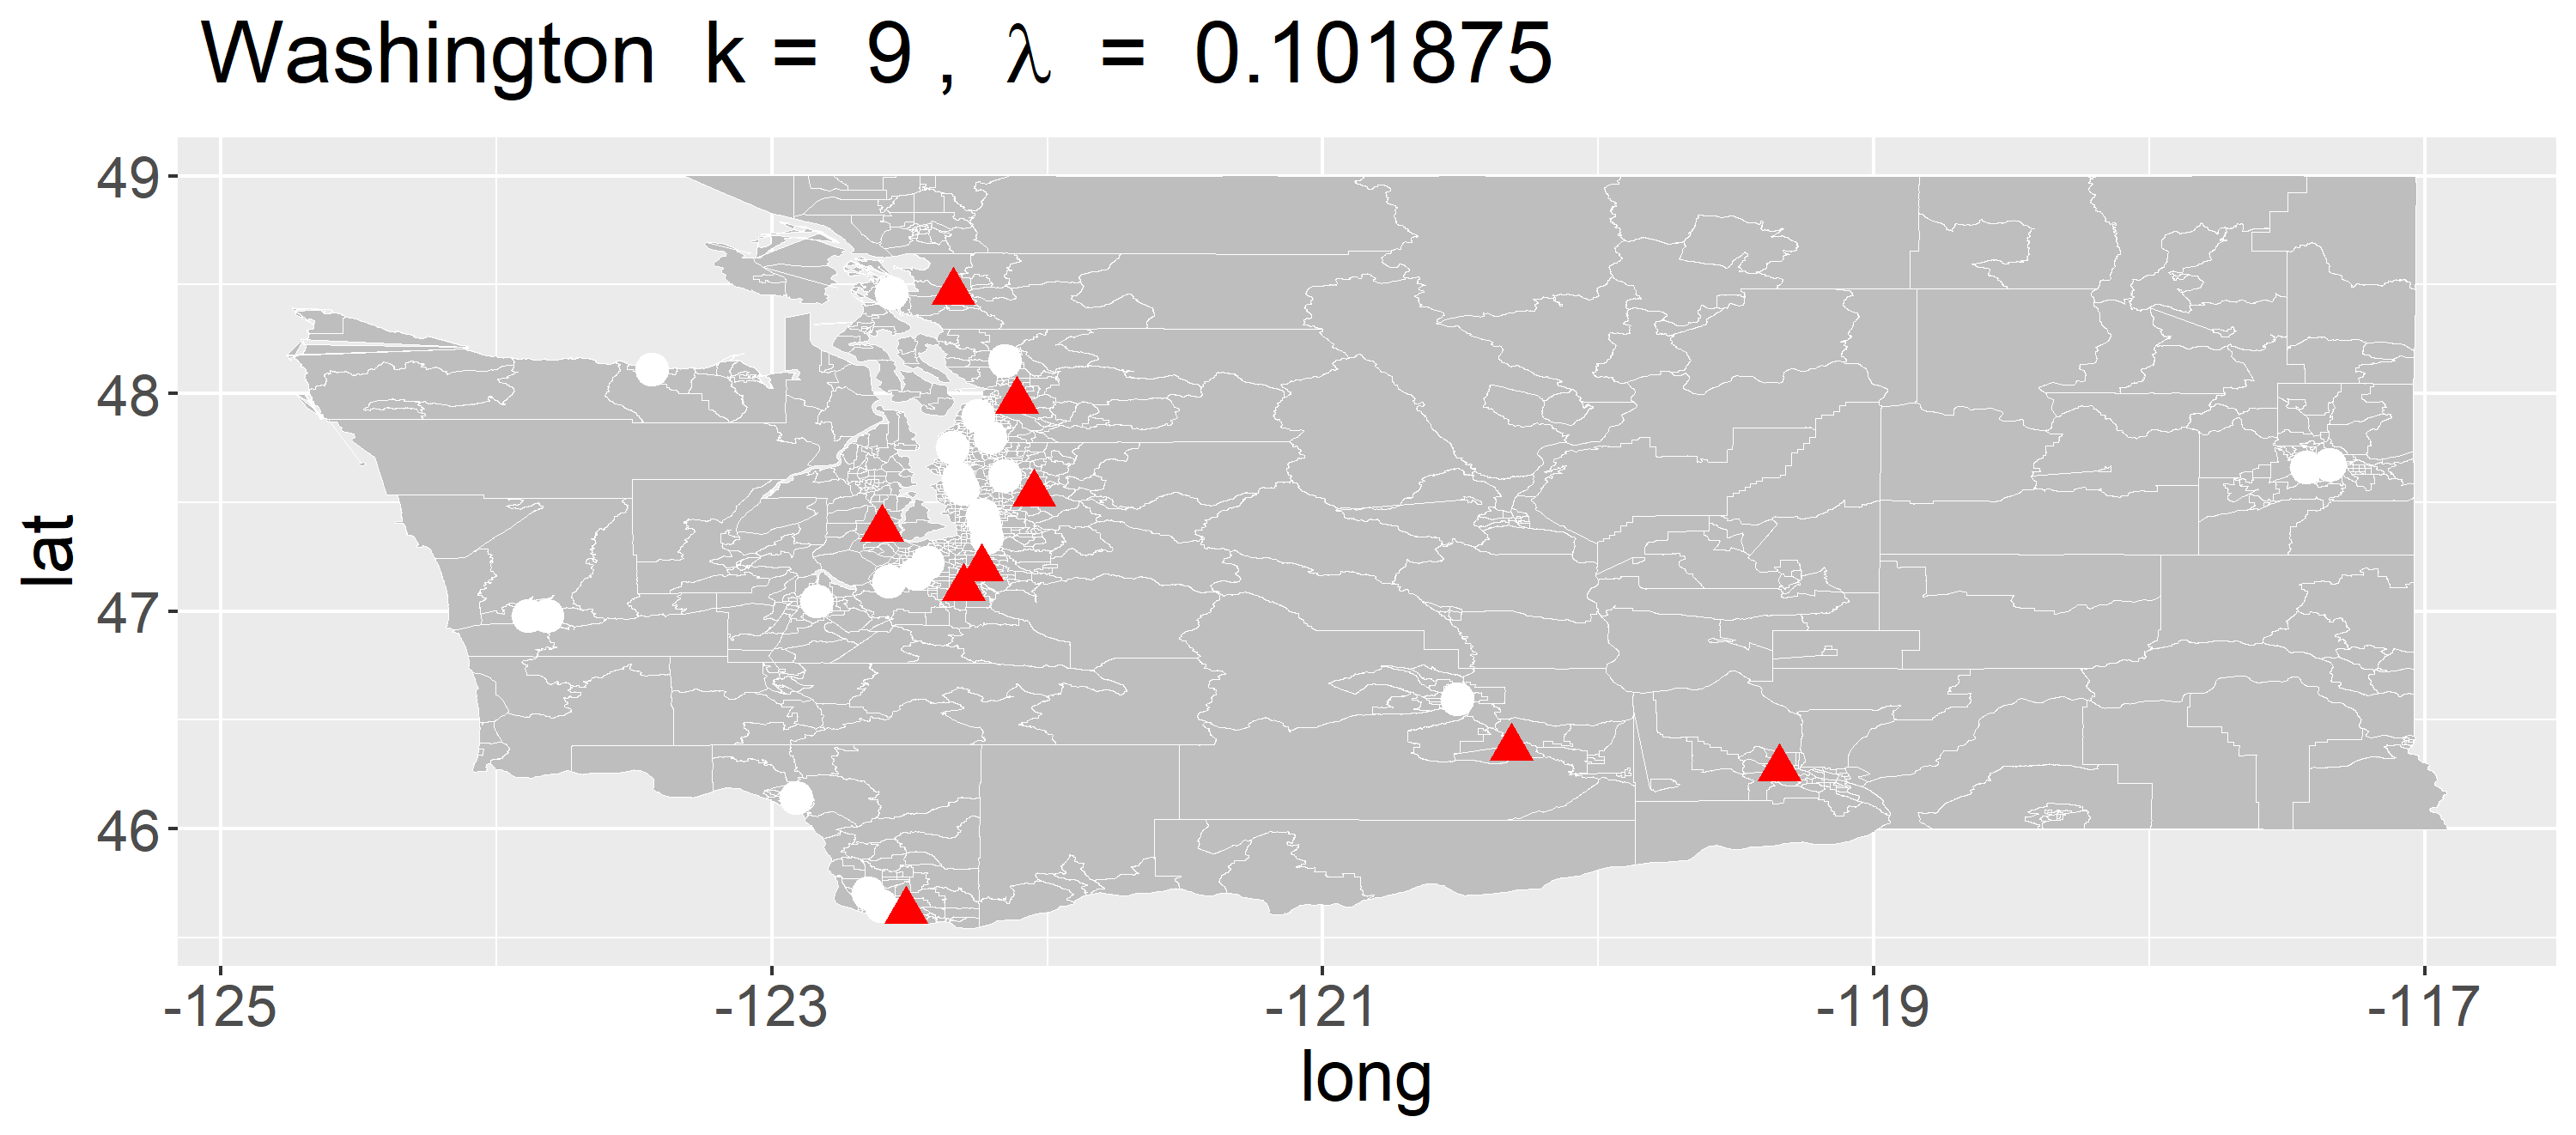 Washington k = 9 , λ = 0.101875
49
48
47
46
lat
-125 -123 -121 -119 -117
long